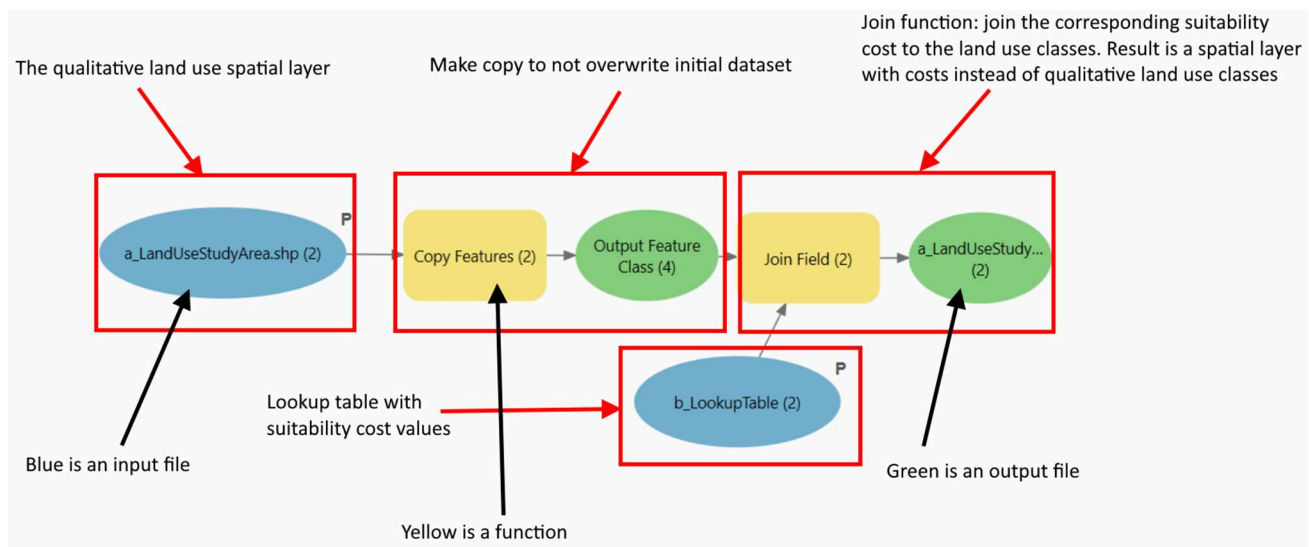 The qualitative land use spatial layer
Make copy to not overwrite initial dataset
Join function: join the corresponding suitability
cost to the land use classes. Result is a spatial layer
with costs instead of qualitative land use classes
P
a_LandUseStudyArea.shp (2)
Copy Features (2)
Output Feature
Class (4)
Join Field (2)
a_LandUseStudy...
(2)
P
b_LookupTable (2)
Lookup table with
suitability cost values
Blue is an input file
Green is an output file
Yellow is a function